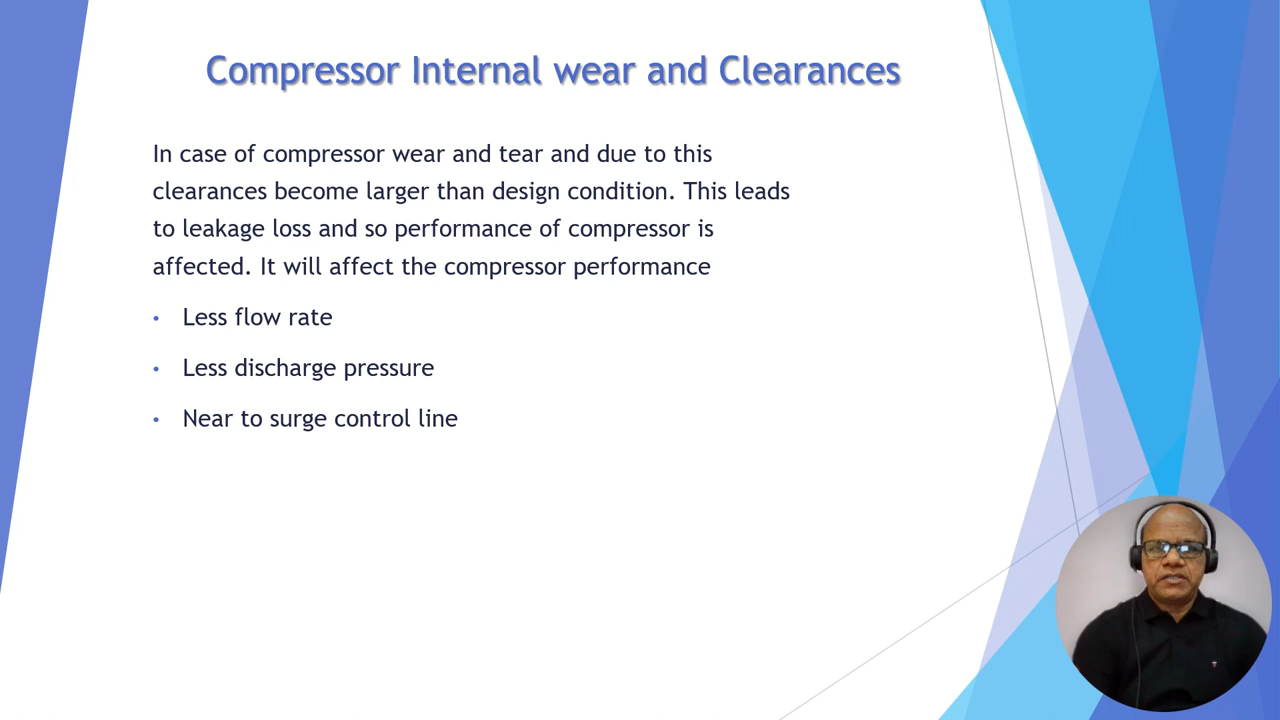 Compressor Internal wear and Clearances
In case of compressor wear and tear and due to this
clearances become larger than design condition. This leads
to leakage loss and so performance of compressor is
affected. It will affect the compressor performance
• Less flow rate
• Less discharge pressure
• Near to surge control line